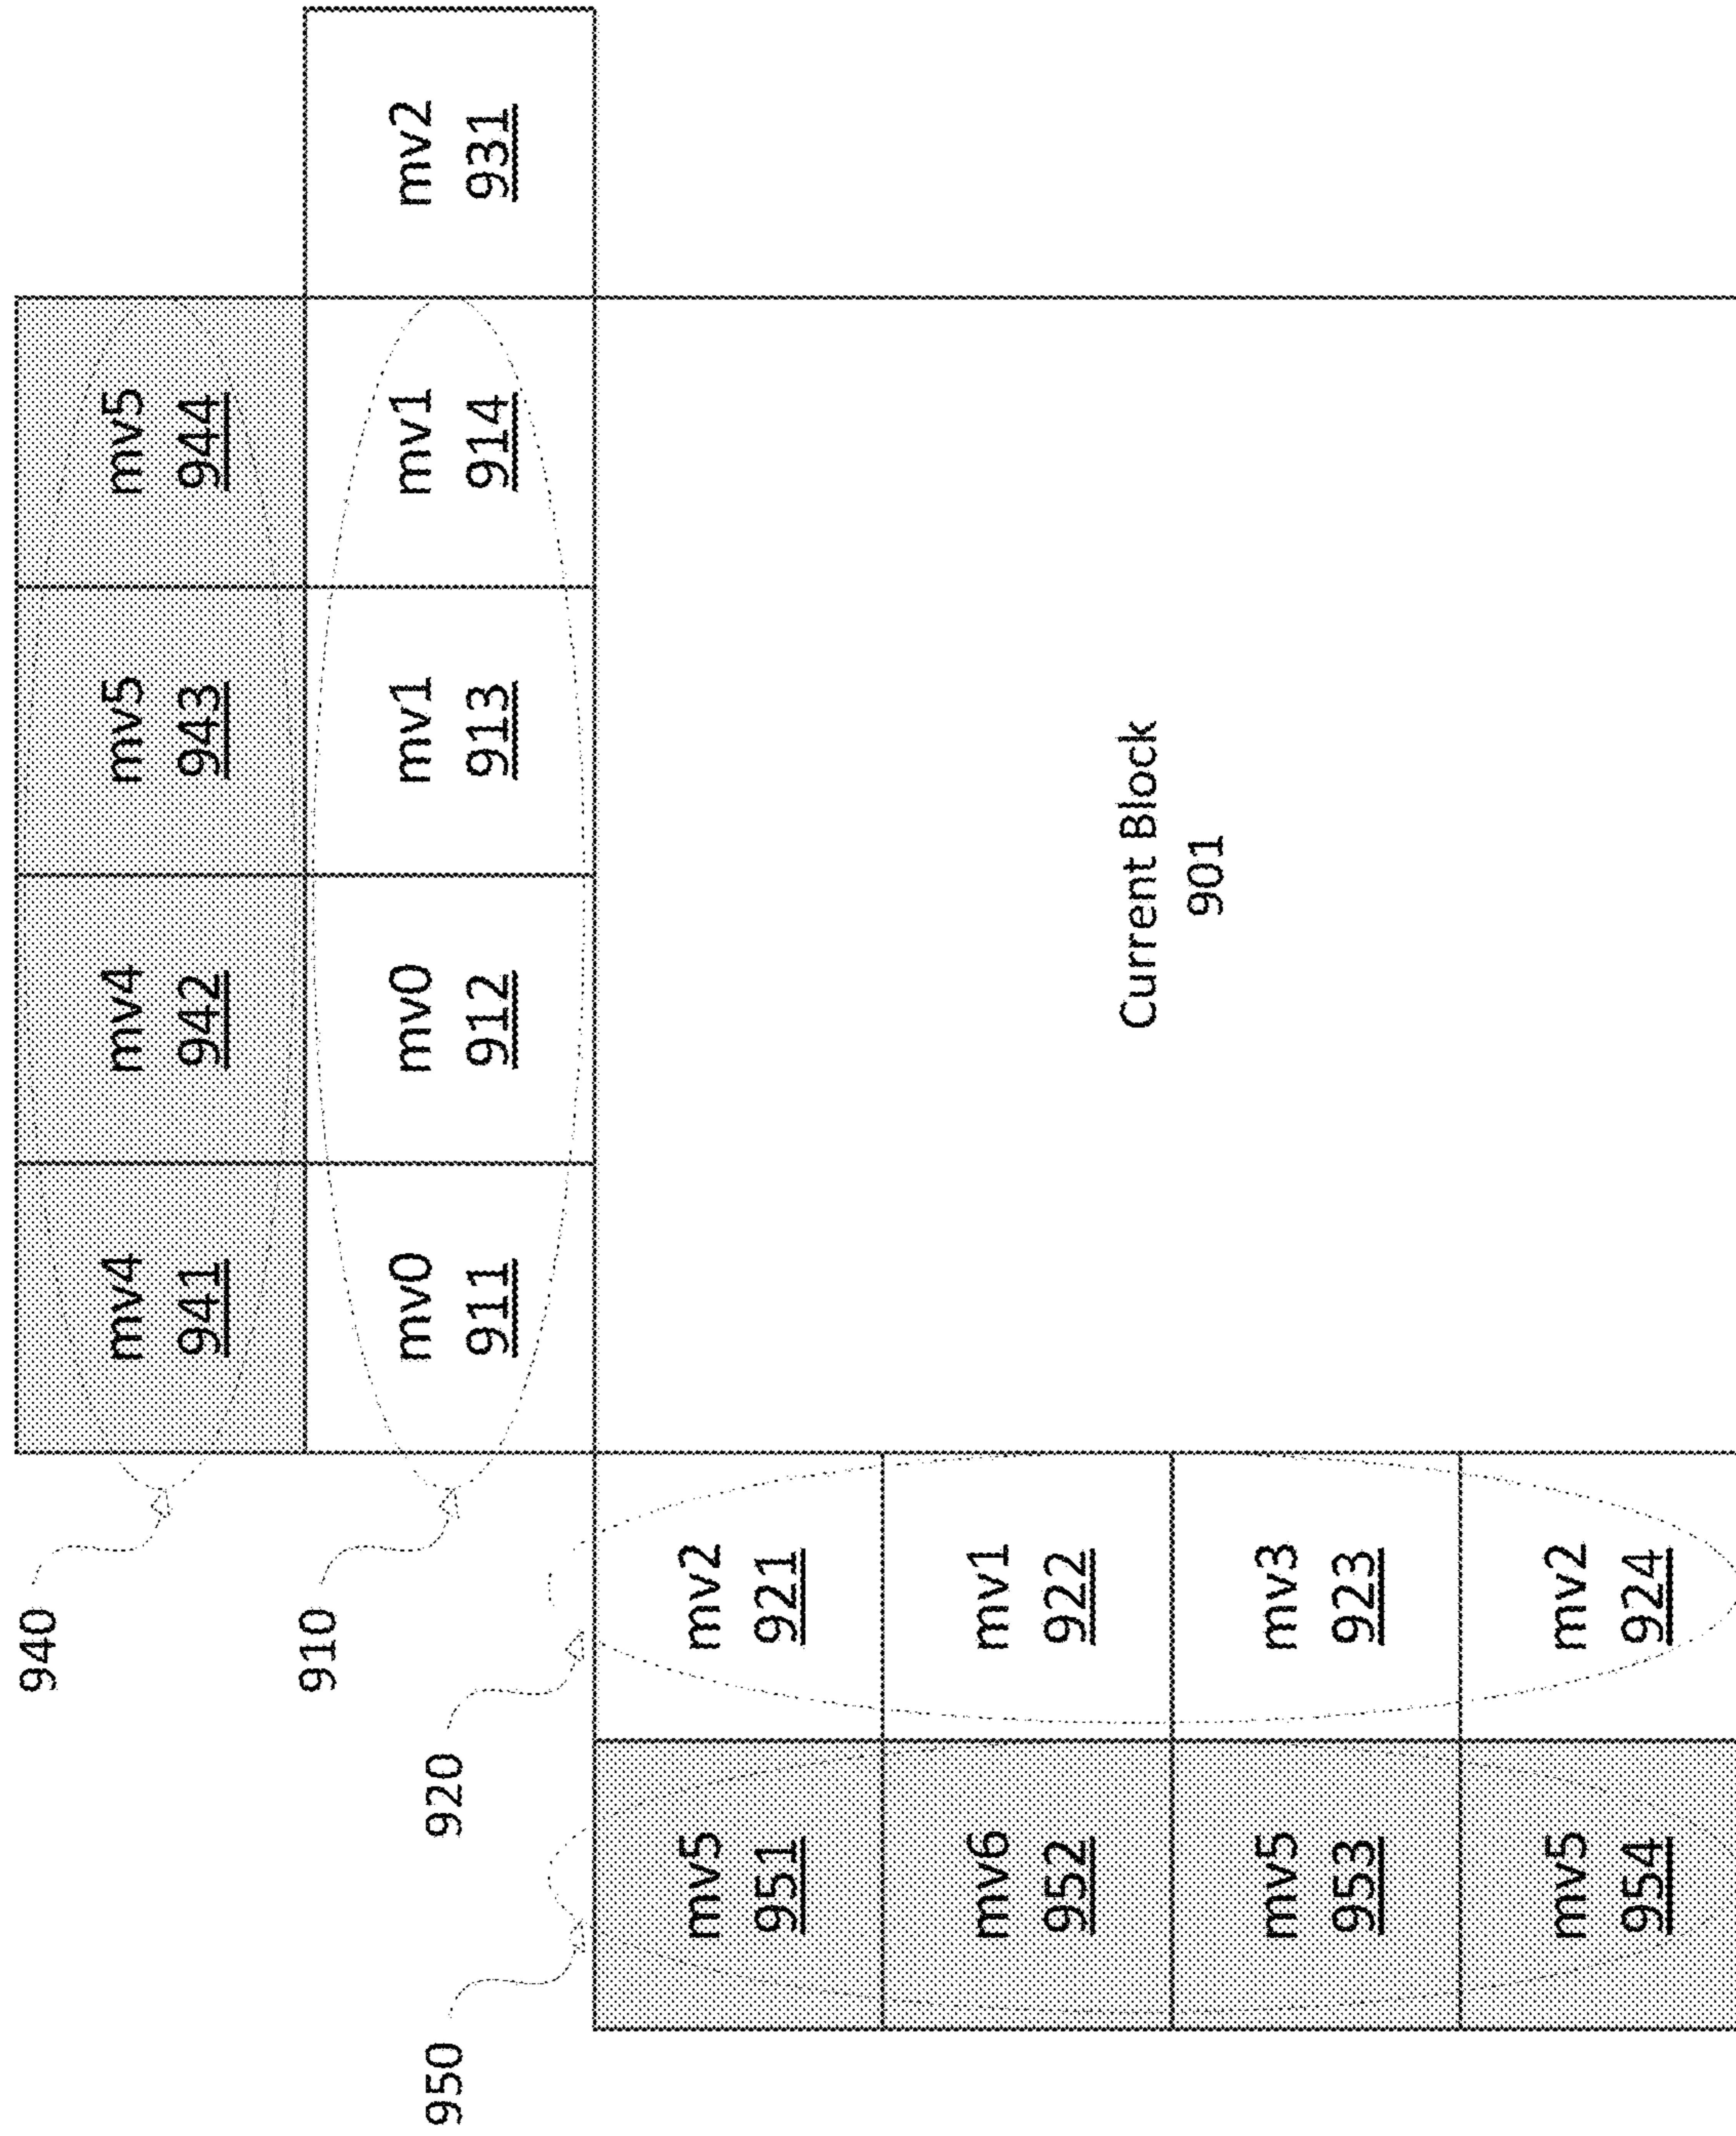 940
mv4 mv4 mv5 mv5
941 942 943 944
910
mv0 mv0 mv1 mv1 mv2
911 912 913 914 931
950 920
mv5 mv2
951 921
mv6 mv1
952 922
Current Block
901
mv5 mv3
953 923
mv5 mv2
954 924